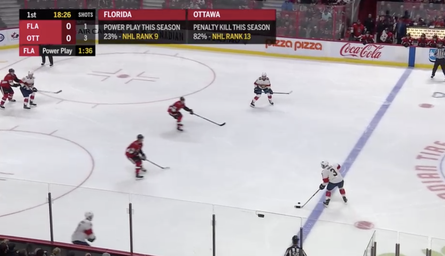 1st 18:26 SHOTS
FLA 0
OTT 0
FLA Power Play 1:36
FLORIDA
POWER PLAY THIS SEASON
23% - NHL RANK 9
OTTAWA
PENALTY KILL THIS SEASON
82% - NHL RANK 13
PIZZA PIZZA
Coca-Cola
3